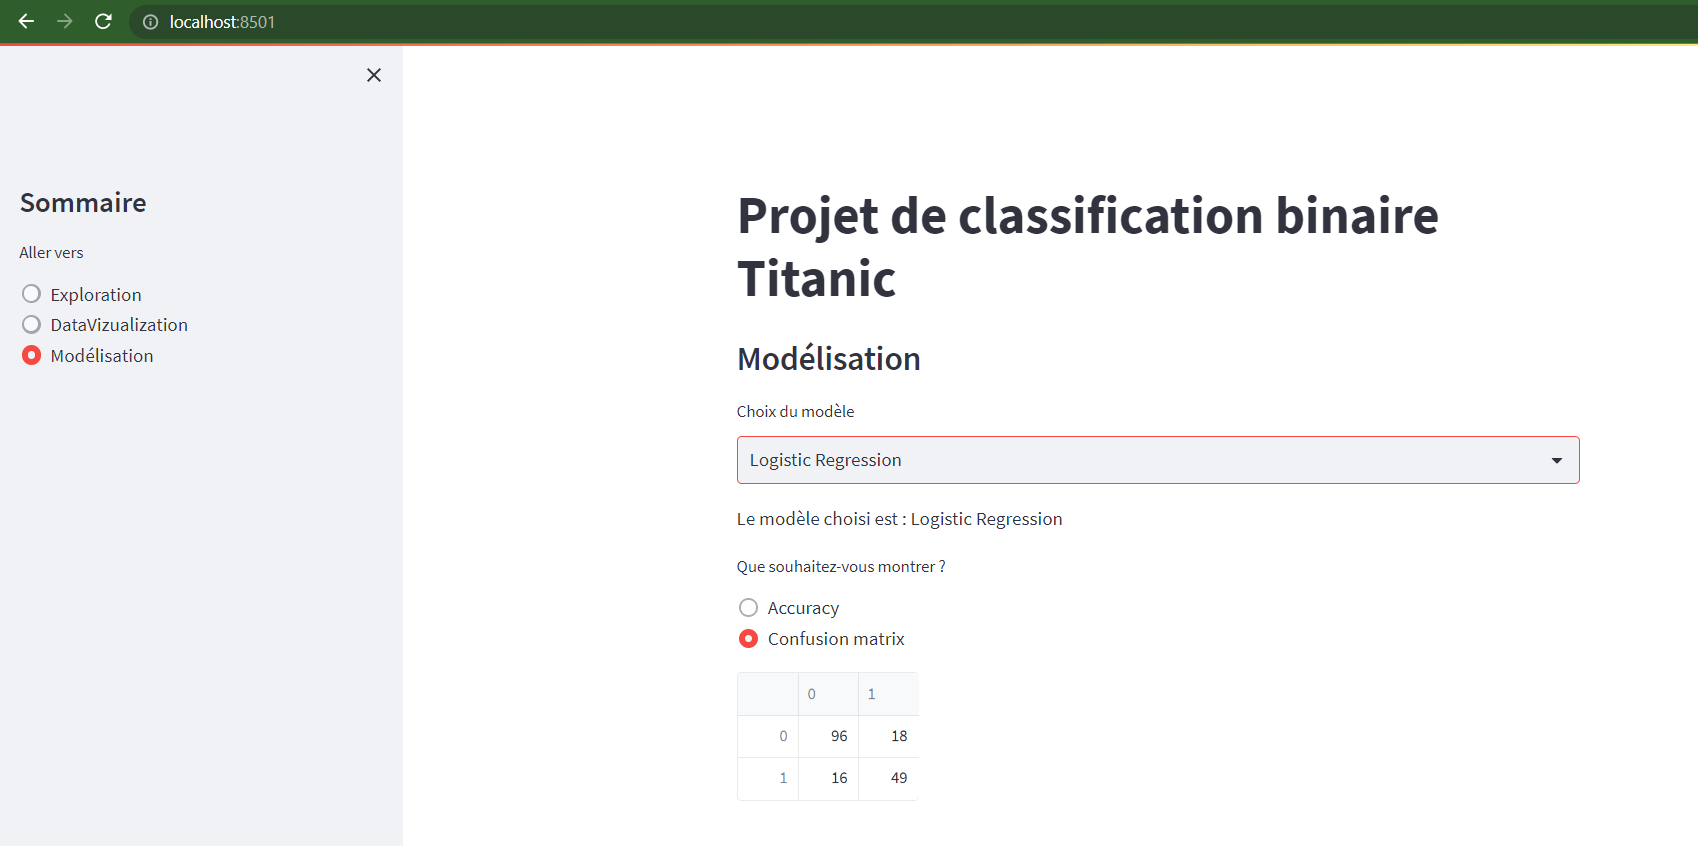 localhost:8501
Sommaire
Aller vers
Exploration
DataVizualization
Modélisation
Projet de classification binaire
Titanic
Modélisation
Choix du modèle
Logistic Regression
Le modèle choisi est : Logistic Regression
Que souhaitez-vous montrer ?
Accuracy
Confusion matrix
0 1
0 96 18
1 16 49